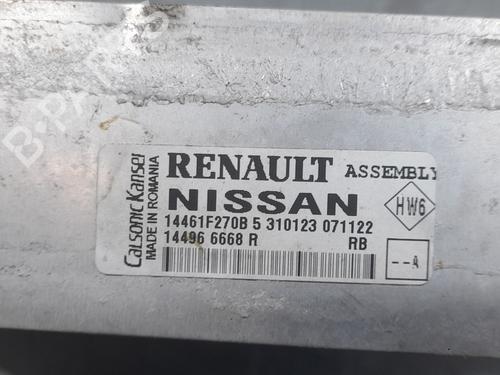 B-PARTS
Calsonic Kansei
MADE IN ROMANIA
RENAULT ASSEMBLY
NISSAN
14461F270B 5 310123 071122
14496 6668 R RB
HW6
--A